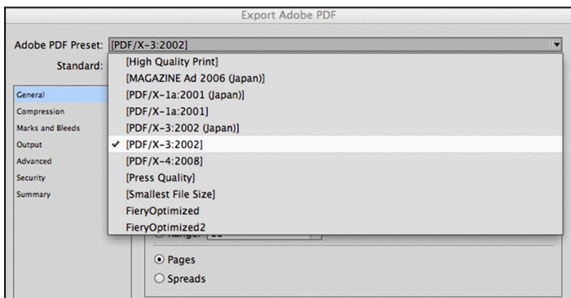 Export Adobe PDF
Adobe PDF Preset: [PDF/X-3:2002]
Standard:
[High Quality Print]
[MAGAZINE Ad 2006 (Japan)]
[PDF/X-1a:2001 (Japan)]
[PDF/X-1a:2001]
[PDF/X-3:2002 (Japan)]
✓ [PDF/X-3:2002]
[PDF/X-4:2008]
[Press Quality]
[Smallest File Size]
FieryOptimized
FieryOptimized2
General
Compression
Marks and Bleeds
Output
Advanced
Security
Summary
Range:
Pages
Spreads